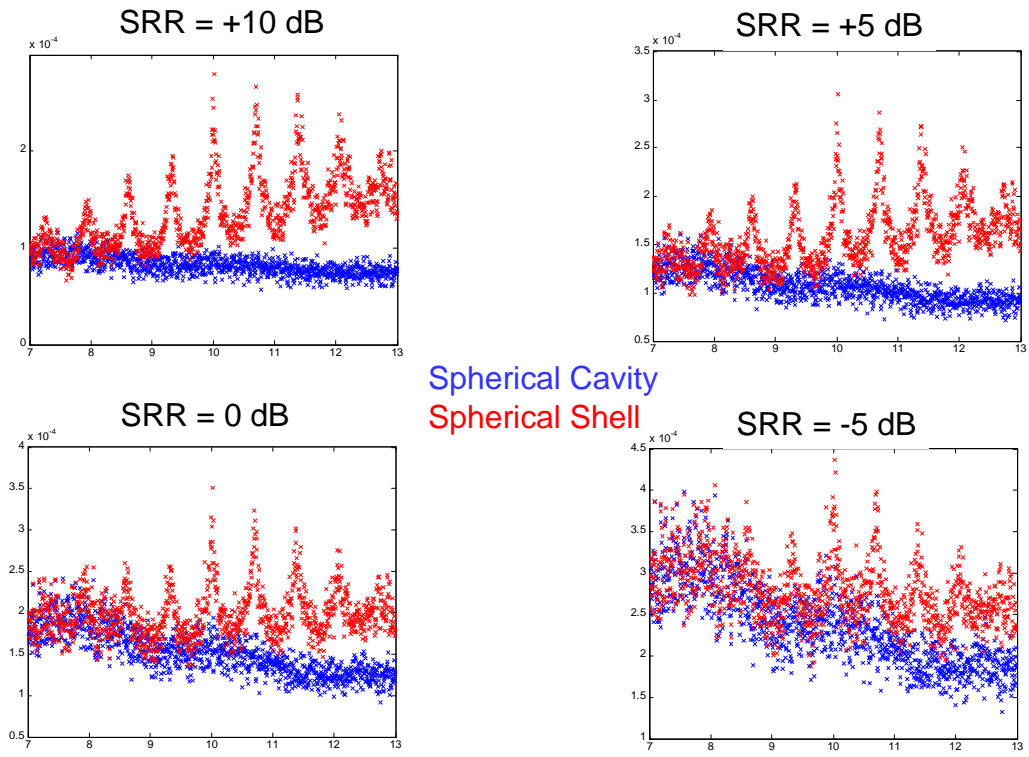 SRR = +10 dB
x 10⁻⁴
2
1
0
7 8 9 10 11 12 13
SRR = +5 dB
x 10⁻⁴
3.5
3
2.5
2
1.5
1
0.5
7 8 9 10 11 12 13
Spherical Cavity
Spherical Shell
SRR = 0 dB
x 10⁻⁴
4
3.5
3
2.5
2
1.5
1
0.5
7 8 9 10 11 12 13
SRR = -5 dB
x 10⁻⁴
4.5
4
3.5
3
2.5
2
1.5
1
7 8 9 10 11 12 13